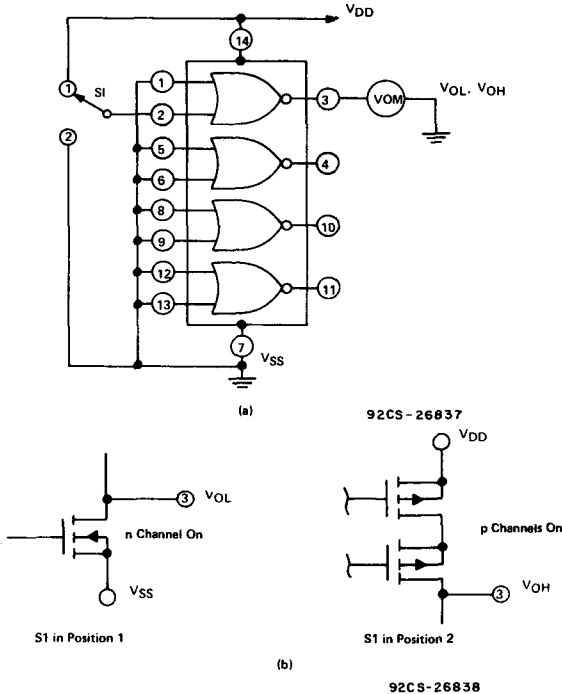 VDD
14
1
SI
1
3
VOM
VOL, VOH
2
2
5
4
6
8
10
9
12
11
13
7
VSS
(a)
92CS-26837
VDD
3
VOL
n Channel On
p Channels On
VSS
3
VOH
S1 in Position 1
S1 in Position 2
(b)
92CS-26838